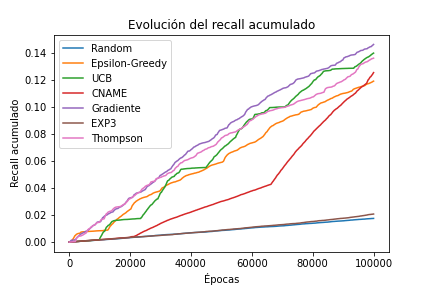 Evolución del recall acumulado
Random
Epsilon-Greedy
UCB
CNAME
Gradiente
EXP3
Thompson
Recall acumulado
0.14
0.12
0.10
0.08
0.06
0.04
0.02
0.00
0
20000
40000
60000
80000
100000
Épocas